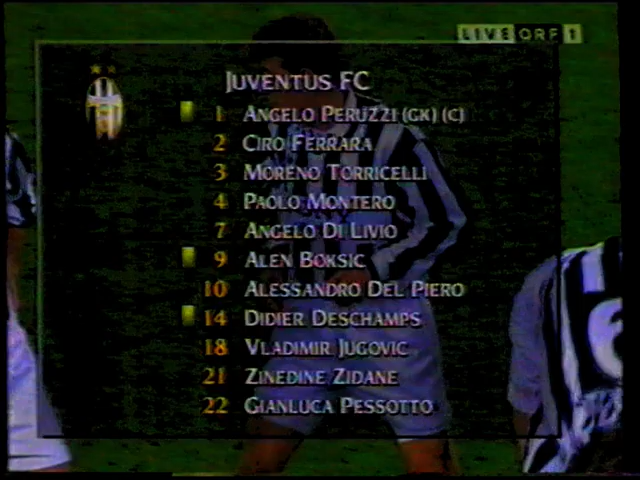 LIVE ORF 1
JUVENTUS FC
1 ANGELO PERUZZI (GK) (C)
2 CIRO FERRARA
3 MORENO TORRICELLI
4 PAOLO MONTERO
7 ANGELO DI LIVIO
9 ALEN BOKSIC
10 ALESSANDRO DEL PIERO
14 DIDIER DESCHAMPS
18 VLADIMIR JUGOVIC
21 ZINEDINE ZIDANE
22 GIANLUCA PESSOTTO